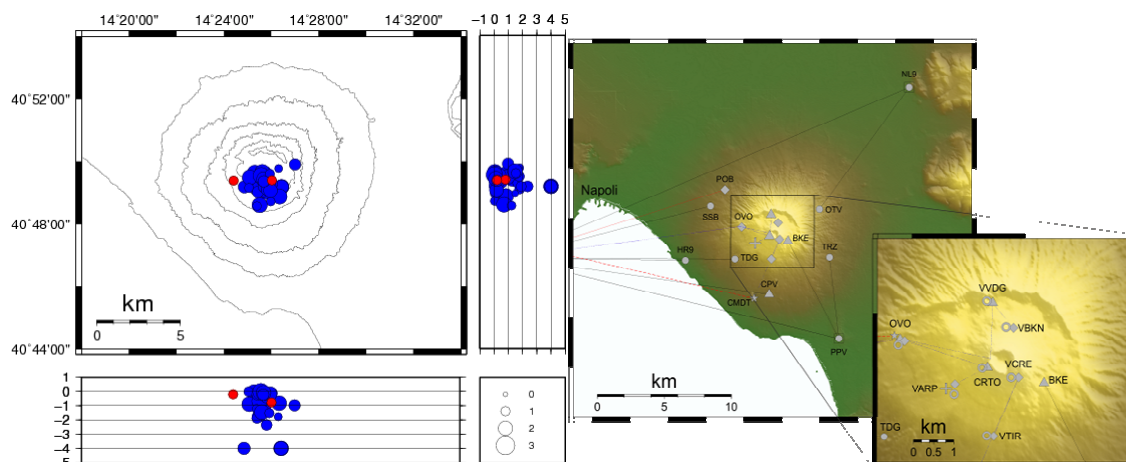 14°20'00" 14°24'00" 14°28'00" 14°32'00"
−1 0 1 2 3 4 5
40°52'00"
40°48'00"
40°44'00"
km
0 5
1
0
−1
−2
−3
−4
−5
0
1
2
3
Napoli
NL9
POB
SSB
OVO
OTV
BKE
HR9
TDG
TRZ
CPV
CMDT
PPV
km
0 5 10
VVDG
VBKN
OVO
VCRE
CRTO
BKE
VARP
TDG
VTIR
km
0 0.5 1